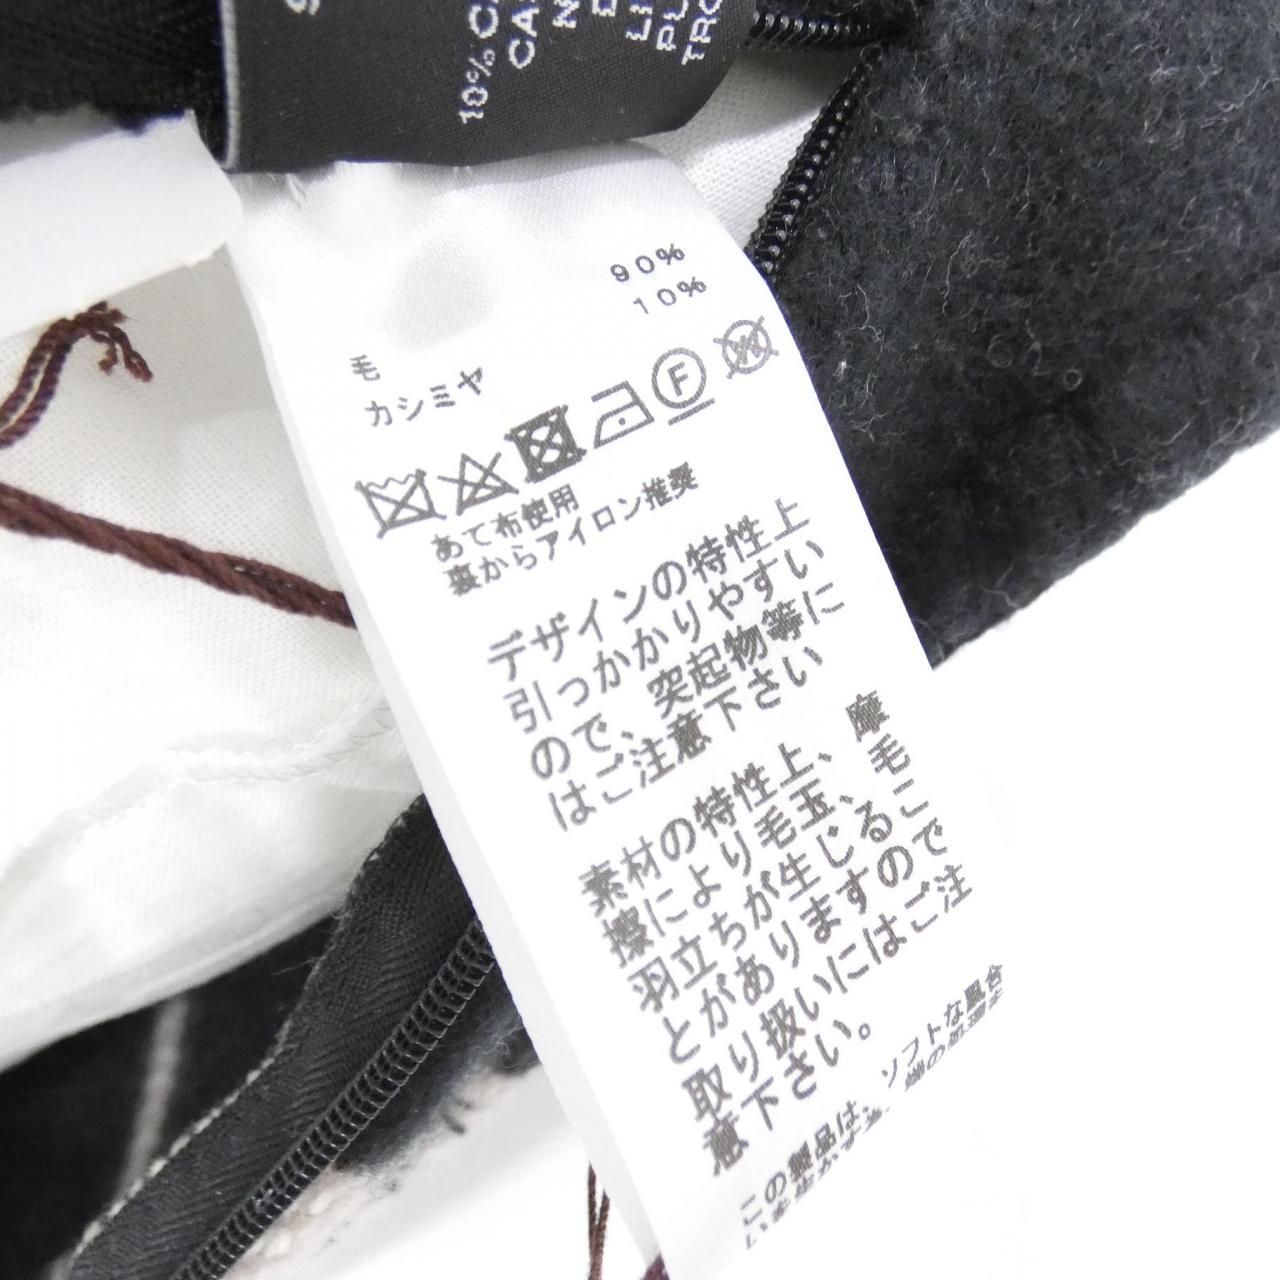 10% CA
CA
N
LI
PU
TRO
90%
10%
毛
カシミヤ
F
W
あて布使用
裏からアイロン推奨
デザインの特性上
引っかかりやすい
ので、突起物等に
はご注意下さい
素材の特性上、摩
擦により毛玉、毛
羽立ちが生じるこ
とがありますので
取り扱いにはご注
意下さい。
ソフトな風合
この製品は、